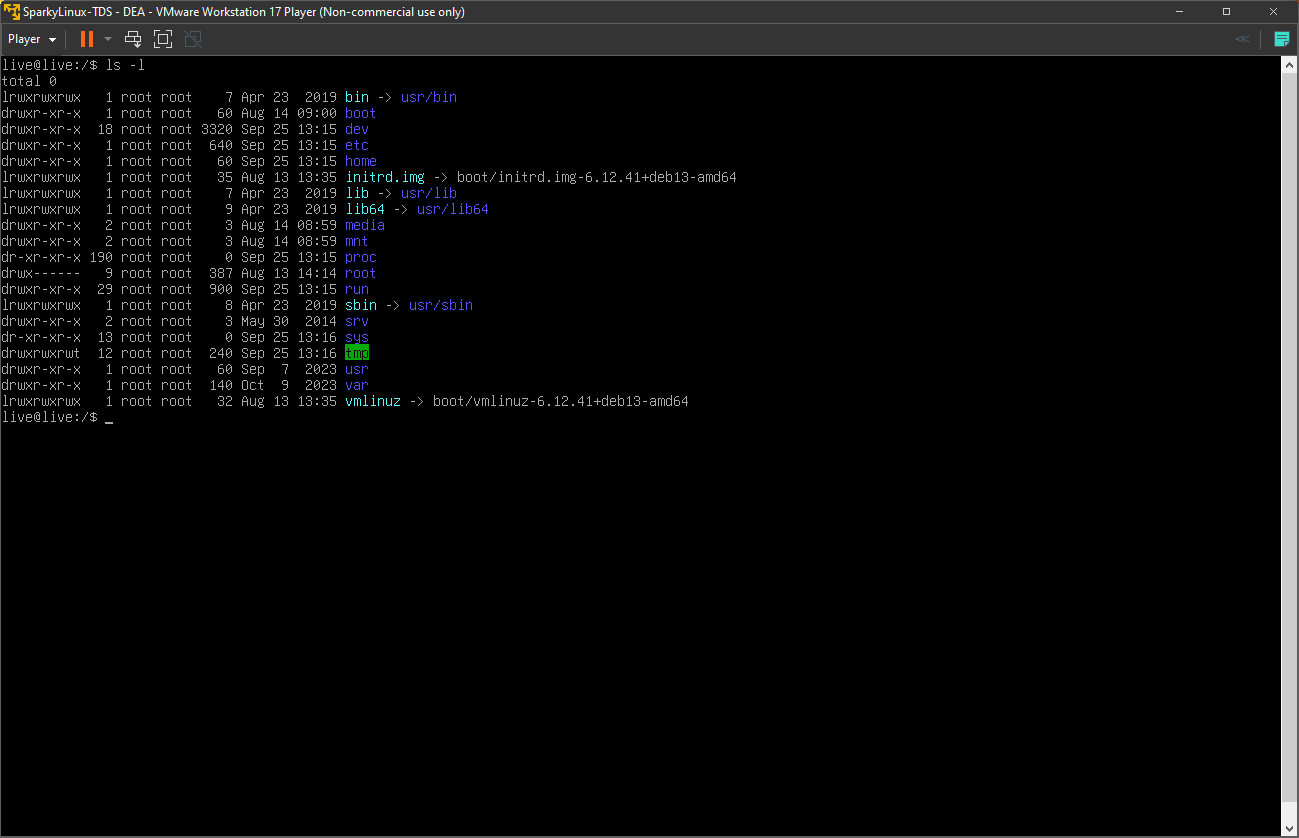 SparkyLinux-TDS - DEA - VMware Workstation 17 Player (Non-commercial use only)
Player
live@live:/$ ls -l
total 0
lrwxrwxrwx   1 root root    7 Apr 23  2019 bin -> usr/bin
drwxr-xr-x   1 root root   60 Aug 14 09:00 boot
drwxr-xr-x  18 root root 3320 Sep 25 13:15 dev
drwxr-xr-x   1 root root  640 Sep 25 13:15 etc
drwxr-xr-x   1 root root   60 Sep 25 13:15 home
lrwxrwxrwx   1 root root   35 Aug 13 13:35 initrd.img -> boot/initrd.img-6.12.41+deb13-amd64
lrwxrwxrwx   1 root root    7 Apr 23  2019 lib -> usr/lib
lrwxrwxrwx   1 root root    9 Apr 23  2019 lib64 -> usr/lib64
drwxr-xr-x   2 root root    3 Aug 14 08:59 media
drwxr-xr-x   2 root root    3 Aug 14 08:59 mnt
dr-xr-xr-x 190 root root    0 Sep 25 13:15 proc
drwx------   9 root root  387 Aug 13 14:14 root
drwxr-xr-x  29 root root  900 Sep 25 13:15 run
lrwxrwxrwx   1 root root    8 Apr 23  2019 sbin -> usr/sbin
drwxr-xr-x   2 root root    3 May 30  2014 srv
dr-xr-xr-x  13 root root    0 Sep 25 13:16 sys
drwxrwxrwt  12 root root  240 Sep 25 13:16 tmp
drwxr-xr-x   1 root root   60 Sep  7  2023 usr
drwxr-xr-x   1 root root  140 Oct  9  2023 var
lrwxrwxrwx   1 root root   32 Aug 13 13:35 vmlinuz -> boot/vmlinuz-6.12.41+deb13-amd64
live@live:/$ _